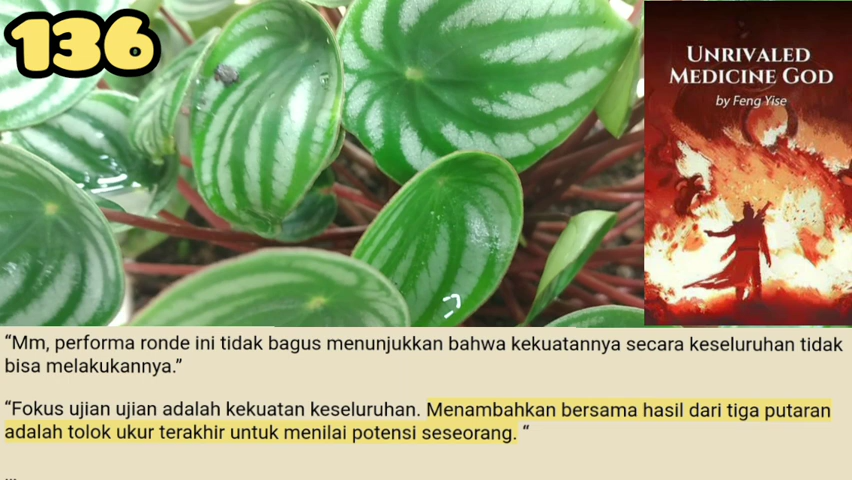 136
UNRIVALED
MEDICINE GOD
by Feng Yise
“Mm, performa ronde ini tidak bagus menunjukkan bahwa kekuatannya secara keseluruhan tidak
bisa melakukannya.”
“Fokus ujian ujian adalah kekuatan keseluruhan. Menambahkan bersama hasil dari tiga putaran
adalah tolok ukur terakhir untuk menilai potensi seseorang. “
...